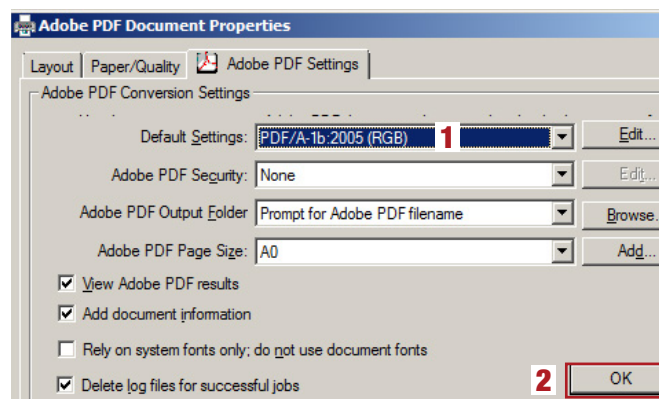 Adobe PDF Document Properties
Layout Paper/Quality Adobe PDF Settings
Adobe PDF Conversion Settings
Default Settings: PDF/A-1b:2005 (RGB) 1 Edit...
Adobe PDF Security: None Edit...
Adobe PDF Output Folder Prompt for Adobe PDF filename Browse.
Adobe PDF Page Size: A0 Add...
View Adobe PDF results
Add document information
Rely on system fonts only; do not use document fonts
Delete log files for successful jobs
2 OK